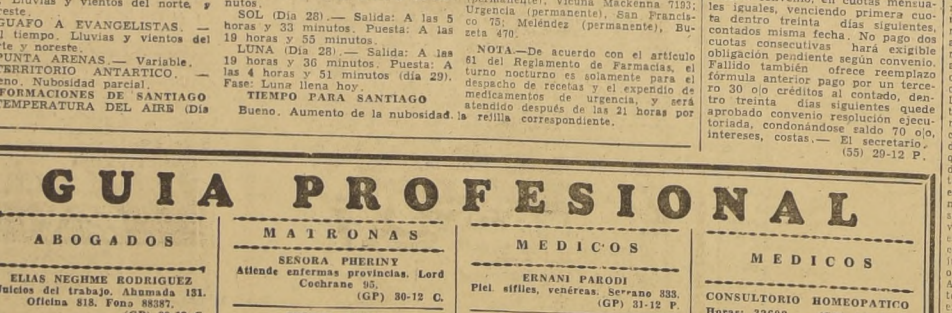 Lluvias y vientos del norte, y
reste.
GUAFO A EVANGELISTAS. —
l tiempo. Lluvias y vientos del
rte y noreste.
PUNTA ARENAS.— Variable.
TERRITORIO ANTARTICO. —
eno. Nubosidad parcial.
FORMACIONES DE SANTIAGO
TEMPERATURA DEL AIRE (Día
nutos.
SOL (Día 28).— Salida: A las 5
horas y 33 minutos. Puesta: A las
19 horas y 55 minutos.
LUNA (Día 28).— Salida: A las
19 horas y 36 minutos. Puesta: A
las 4 horas y 51 minutos (día 29).
Fase: Luna llena hoy.
TIEMPO PARA SANTIAGO
Bueno. Aumento de la nubosidad.
Vicuña Mackenna 7193;
Urgencia (permanente), San Francis-
co 75; Meléndez (permanente), Bu-
zeta 470.
NOTA.—De acuerdo con el artículo
61 del Reglamento de Farmacias, el
turno nocturno es solamente para el
despacho de recetas y el expendio de
medicamentos de urgencia, y será
atendido después de las 21 horas por
la rejilla correspondiente.
en cuotas mensua-
les iguales, venciendo primera cuo-
ta dentro treinta días siguientes,
contados misma fecha. No pago dos
cuotas consecutivas hará exigible
obligación pendiente según convenio.
Fallido también ofrece reemplazo
fórmula anterior pago por un terce-
ro 30 o|o créditos al contado, den-
tro treinta días siguientes quede
aprobado convenio resolución ejecu-
toriada, condonándose saldo 70 o|o,
intereses, costas.— El secretario.
(55) 29-12 P.
GUIA PROFESIONAL
ABOGADOS
ELIAS NEGHME RODRIGUEZ
Juicios del trabajo. Ahumada 131.
Oficina 818. Fono 88387.
MATRONAS
SEÑORA PHERINY
Atiende enfermas provincias. Lord
Cochrane 95.
(GP) 30-12 C.
MEDICOS
ERNANI PARODI
Piel, sífiles, venéreas. Serrano 333.
(GP) 31-12 P.
MEDICOS
CONSULTORIO HOMEOPATICO